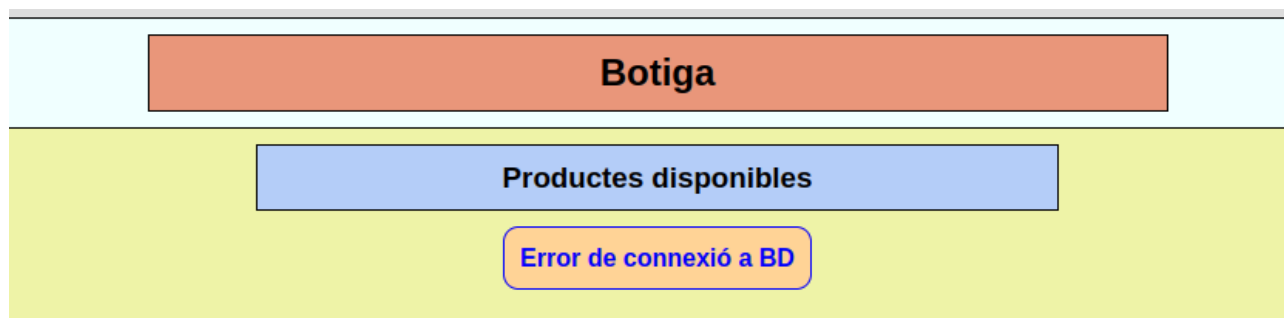 Botiga
Productes disponibles
Error de connexió a BD